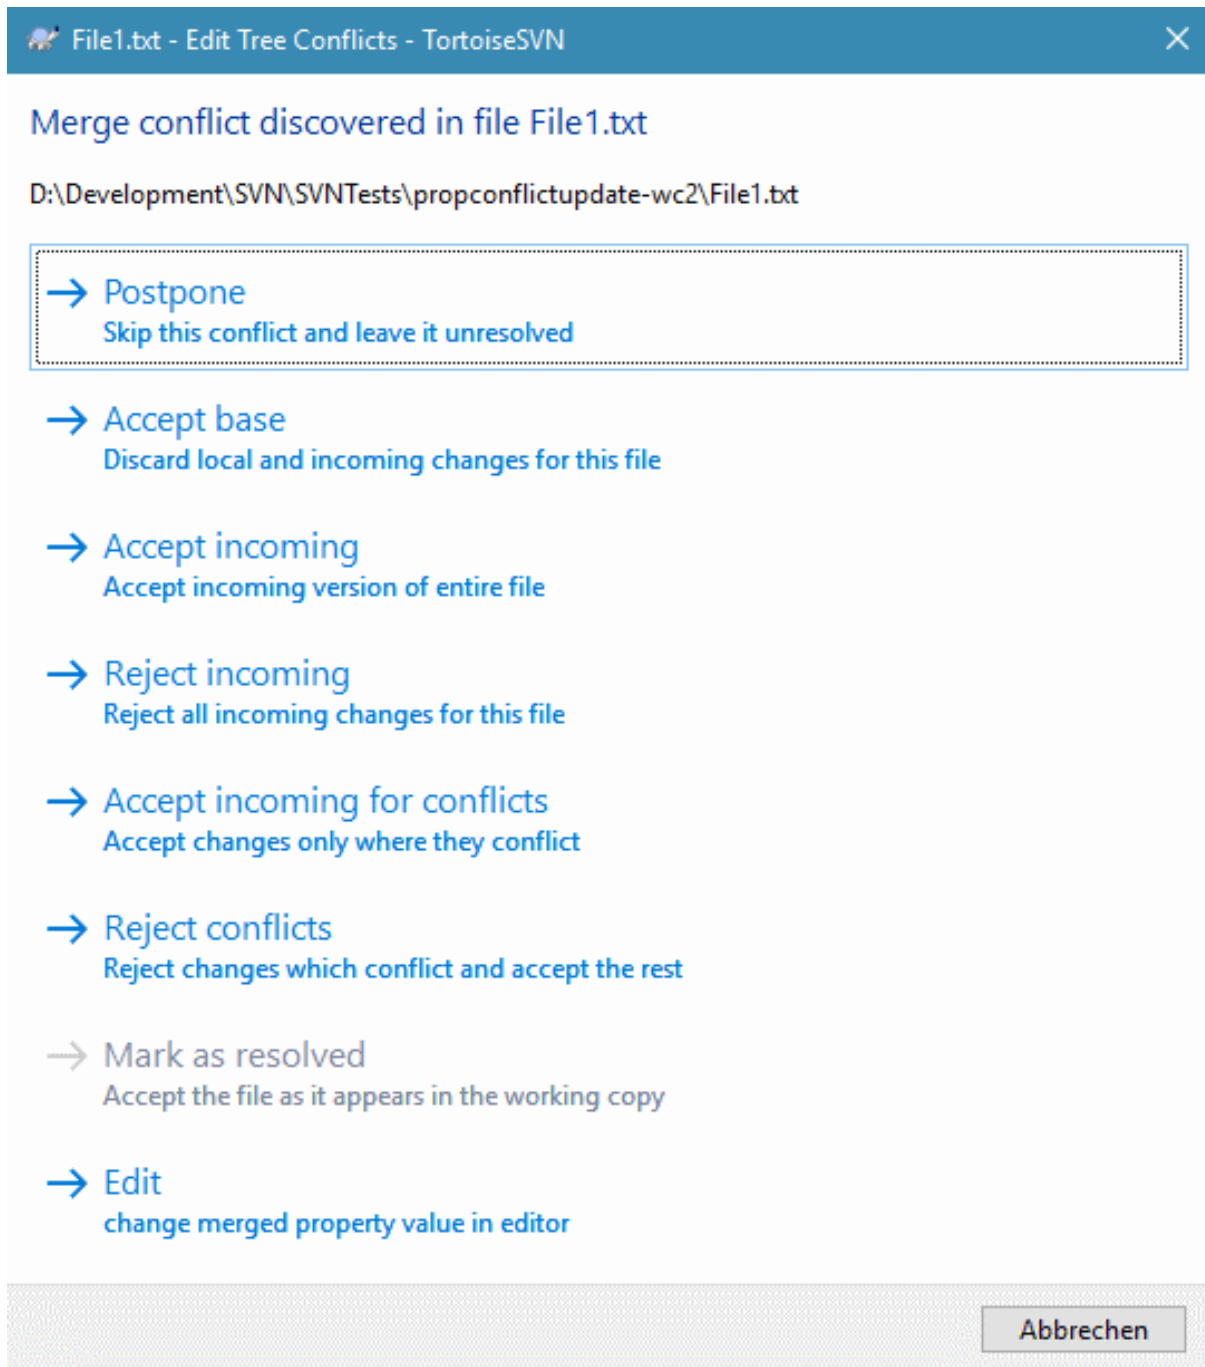 File1.txt - Edit Tree Conflicts - TortoiseSVN
Merge conflict discovered in file File1.txt
D:\Development\SVN\SVNTests\propconflictupdate-wc2\File1.txt
Postpone
Skip this conflict and leave it unresolved
Accept base
Discard local and incoming changes for this file
Accept incoming
Accept incoming version of entire file
Reject incoming
Reject all incoming changes for this file
Accept incoming for conflicts
Accept changes only where they conflict
Reject conflicts
Reject changes which conflict and accept the rest
Mark as resolved
Accept the file as it appears in the working copy
Edit
change merged property value in editor
Abbrechen